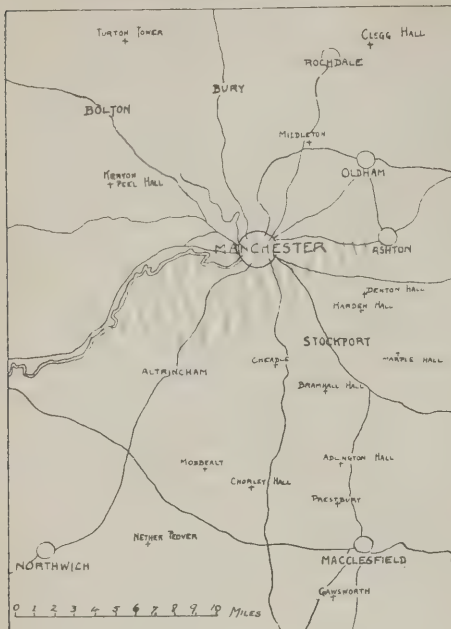 TURTON TOWER
CLEGG HALL
ROCHDALE
BURY
BOLTON
MIDDLETON
OLDHAM
PEEL HALL
MANCHESTER
ASHTON
DENTON HALL
HARDEN HALL
STOCKPORT
MARPLE HALL
CHEADLE
ALTRINCHAM
BRAMHALL HALL
ADLINGTON HALL
MOBBERLY
CHORLEY HALL
PRESTBURY
NETHER PEOVER
NORTHWICH
MACCLESFIELD
GAWSWORTH
0 1 2 3 4 5 6 7 8 9 10 MILES